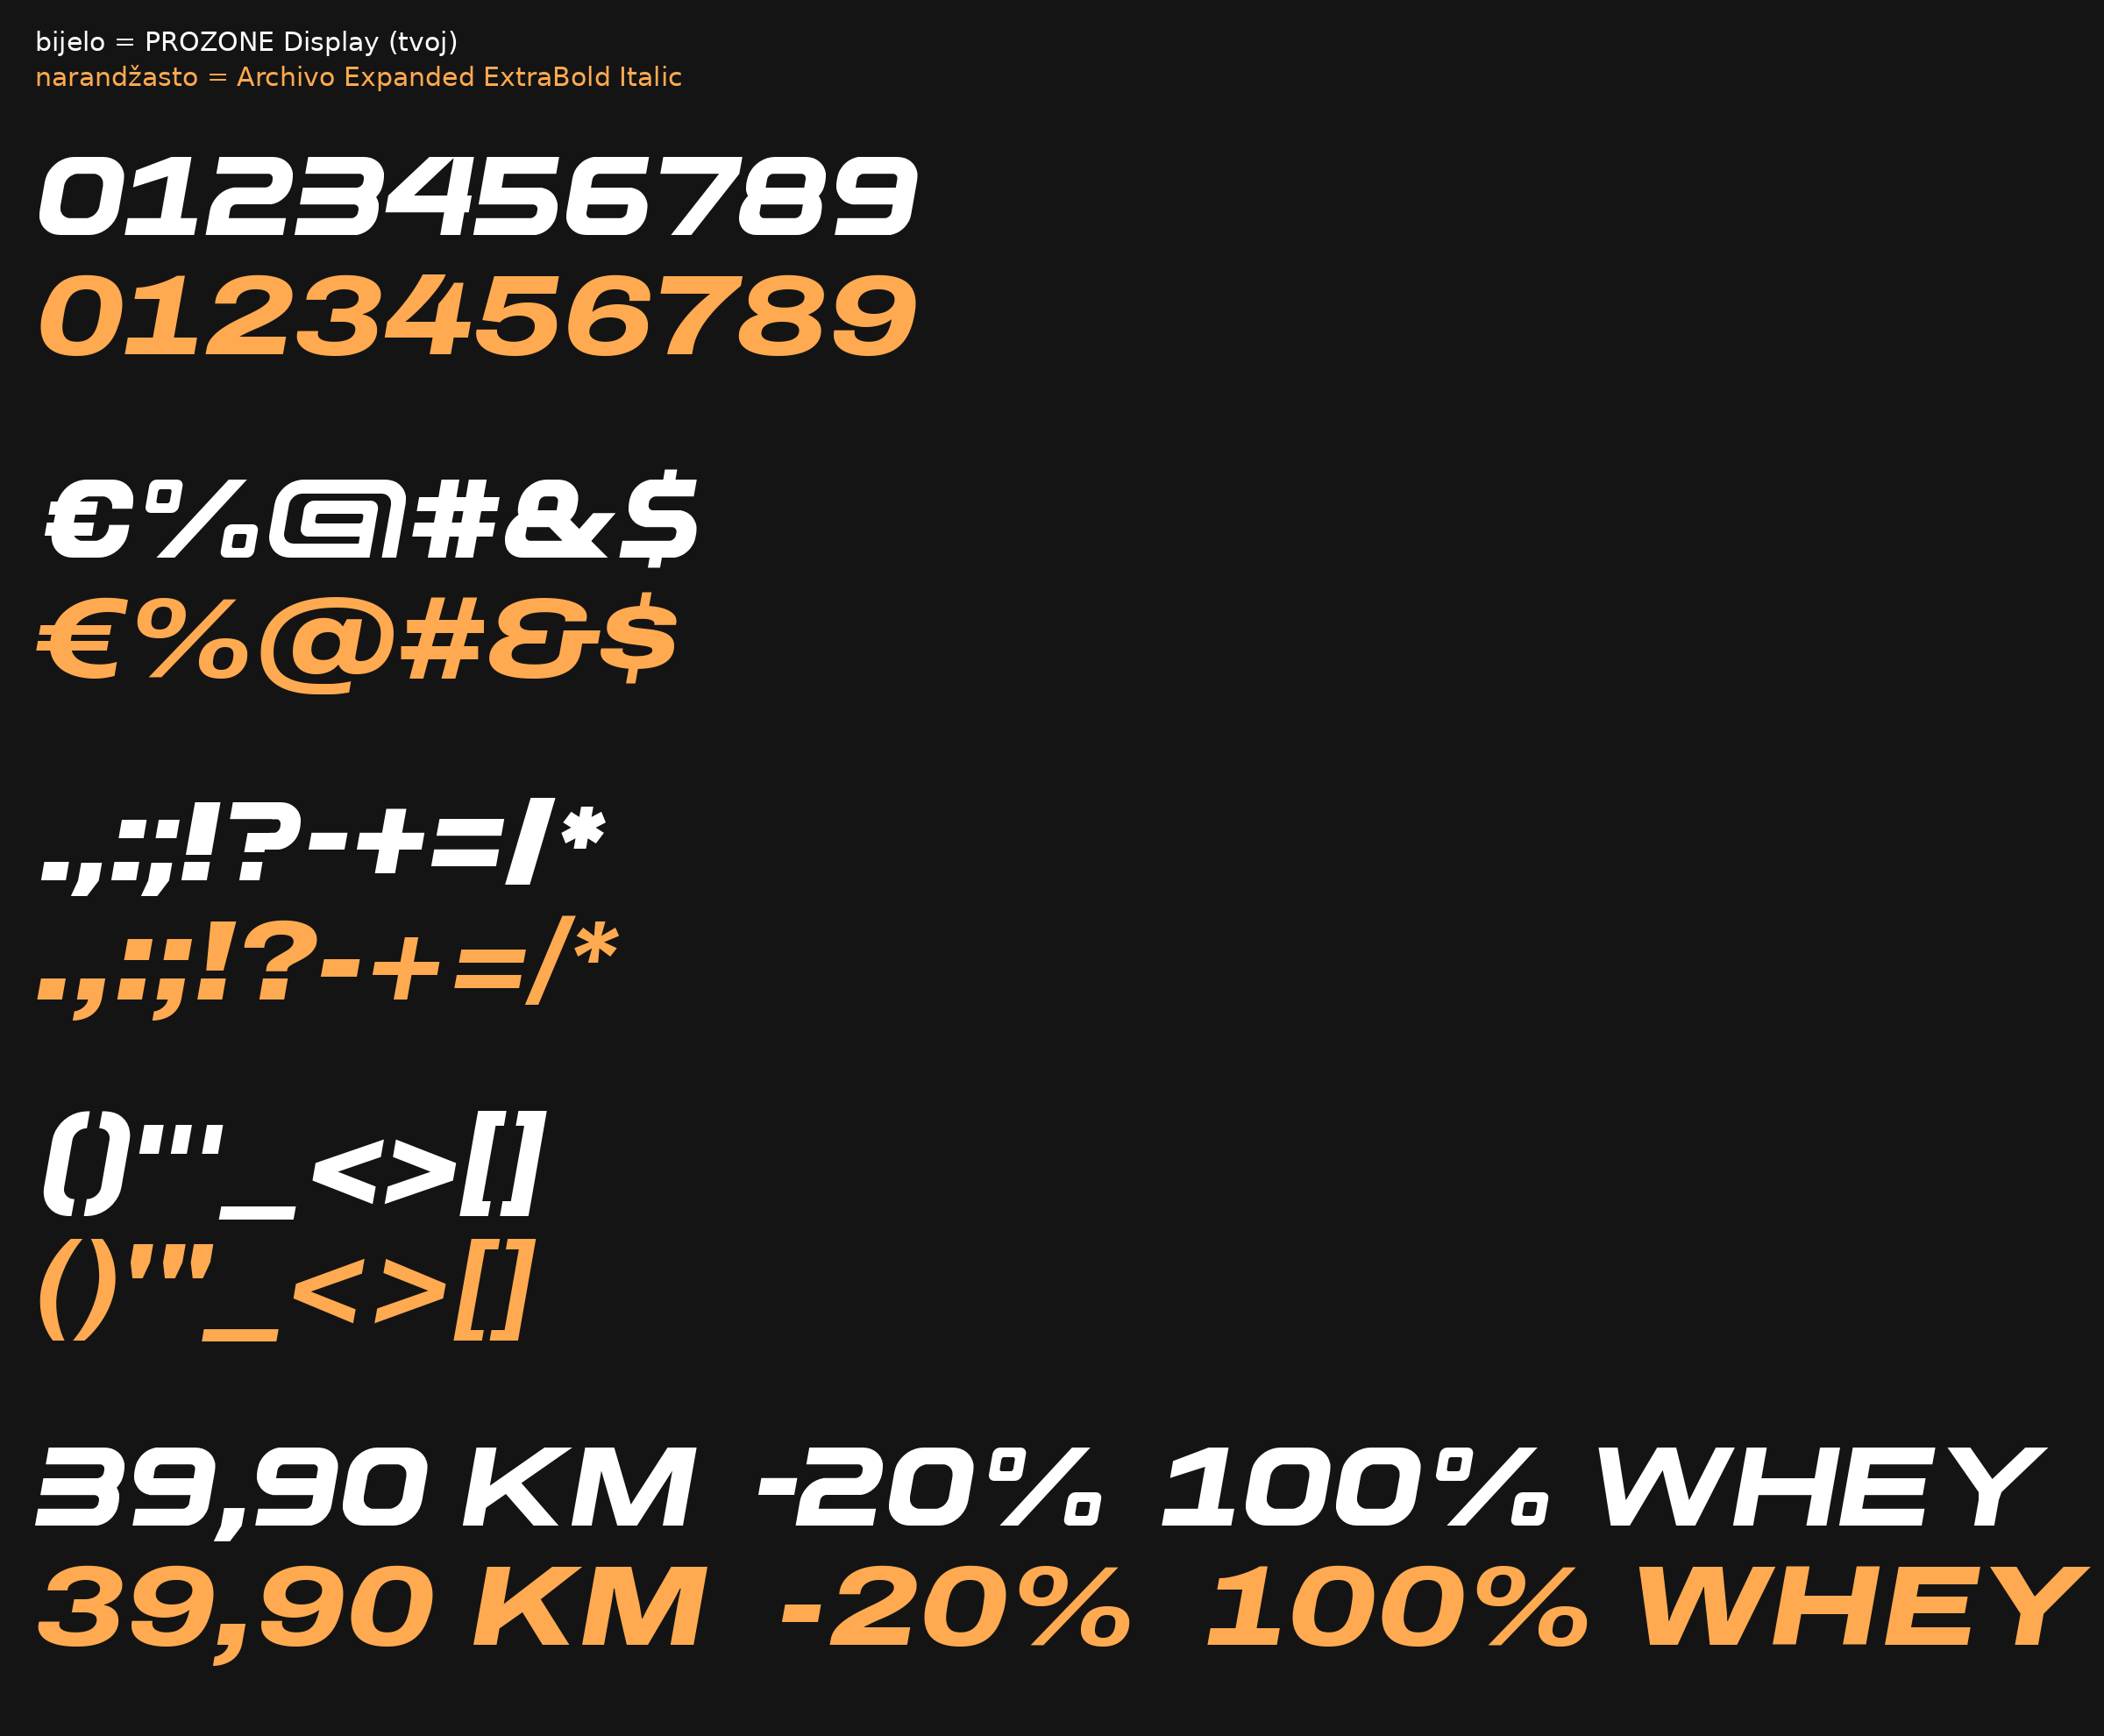 bijelo = PROZONE Display (tvoj)
narandžasto = Archivo Expanded ExtraBold Italic
0123456789
0123456789
€%@#&$
€%@#&$
.,:;!?-+=/*
.,:;!?-+=/*
()"'_<>[]
()"'_<>[]
39,90 KM -20% 100% WHEY
39,90 KM -20% 100% WHEY